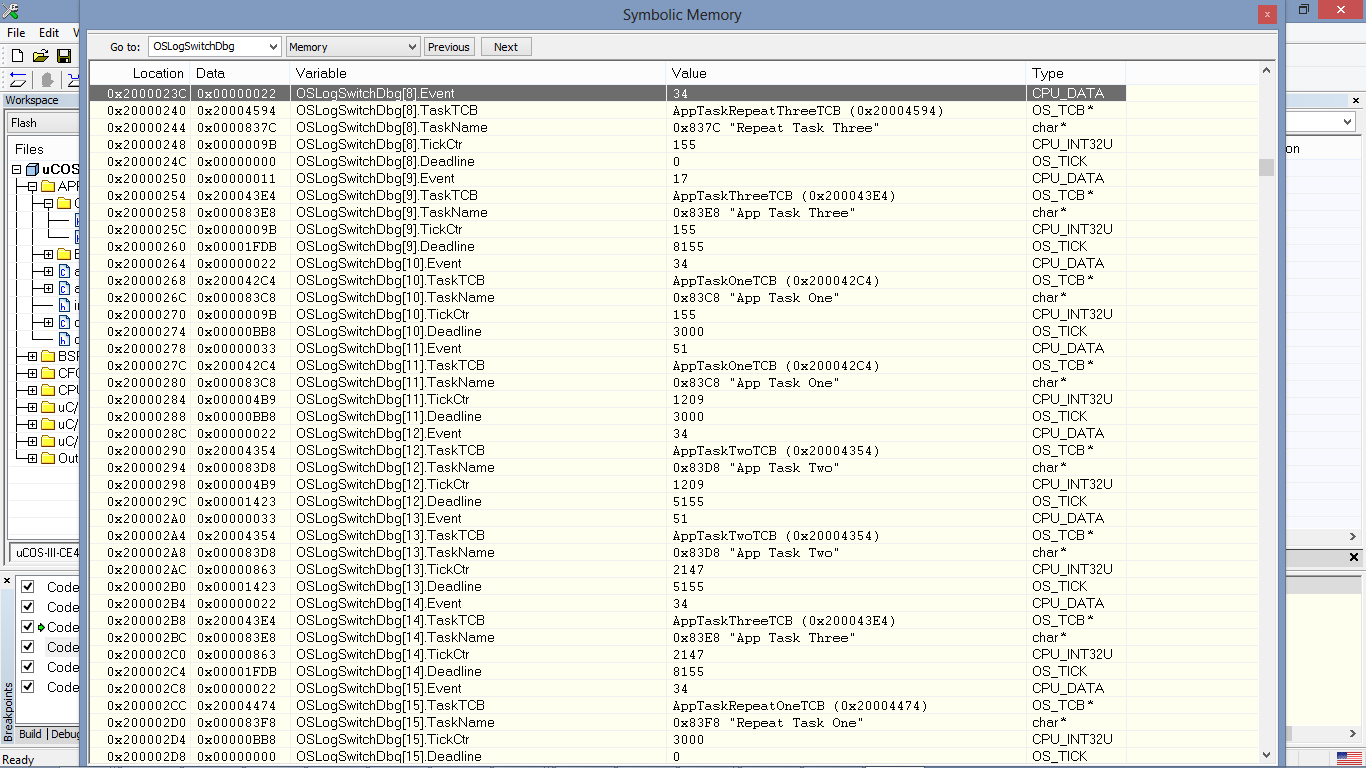 Symbolic Memory
File Edit
Go to: OSLogSwitchDbg Memory Previous Next
Workspace
Flash
Files
uCOS
Location Data Variable Value Type
0x2000023C 0x00000022 OSLogSwitchDbg[8].Event 34 CPU_DATA
0x20000240 0x20004594 OSLogSwitchDbg[8].TaskTCB AppTaskRepeatThreeTCB (0x20004594) OS_TCB*
0x20000244 0x0000837C OSLogSwitchDbg[8].TaskName 0x837C "Repeat Task Three" char*
0x20000248 0x0000009B OSLogSwitchDbg[8].TickCtr 155 CPU_INT32U
0x2000024C 0x00000000 OSLogSwitchDbg[8].Deadline 0 OS_TICK
0x20000250 0x00000011 OSLogSwitchDbg[9].Event 17 CPU_DATA
0x20000254 0x200043E4 OSLogSwitchDbg[9].TaskTCB AppTaskThreeTCB (0x200043E4) OS_TCB*
0x20000258 0x000083E8 OSLogSwitchDbg[9].TaskName 0x83E8 "App Task Three" char*
0x2000025C 0x0000009B OSLogSwitchDbg[9].TickCtr 155 CPU_INT32U
0x20000260 0x00001FDB OSLogSwitchDbg[9].Deadline 8155 OS_TICK
0x20000264 0x00000022 OSLogSwitchDbg[10].Event 34 CPU_DATA
0x20000268 0x200042C4 OSLogSwitchDbg[10].TaskTCB AppTaskOneTCB (0x200042C4) OS_TCB*
0x2000026C 0x000083C8 OSLogSwitchDbg[10].TaskName 0x83C8 "App Task One" char*
0x20000270 0x0000009B OSLogSwitchDbg[10].TickCtr 155 CPU_INT32U
0x20000274 0x00000BB8 OSLogSwitchDbg[10].Deadline 3000 OS_TICK
0x20000278 0x00000033 OSLogSwitchDbg[11].Event 51 CPU_DATA
0x2000027C 0x200042C4 OSLogSwitchDbg[11].TaskTCB AppTaskOneTCB (0x200042C4) OS_TCB*
0x20000280 0x000083C8 OSLogSwitchDbg[11].TaskName 0x83C8 "App Task One" char*
0x20000284 0x000004B9 OSLogSwitchDbg[11].TickCtr 1209 CPU_INT32U
0x20000288 0x00000BB8 OSLogSwitchDbg[11].Deadline 3000 OS_TICK
0x2000028C 0x00000022 OSLogSwitchDbg[12].Event 34 CPU_DATA
0x20000290 0x20004354 OSLogSwitchDbg[12].TaskTCB AppTaskTwoTCB (0x20004354) OS_TCB*
0x20000294 0x000083D8 OSLogSwitchDbg[12].TaskName 0x83D8 "App Task Two" char*
0x20000298 0x000004B9 OSLogSwitchDbg[12].TickCtr 1209 CPU_INT32U
0x2000029C 0x00001423 OSLogSwitchDbg[12].Deadline 5155 OS_TICK
0x200002A0 0x00000033 OSLogSwitchDbg[13].Event 51 CPU_DATA
0x200002A4 0x20004354 OSLogSwitchDbg[13].TaskTCB AppTaskTwoTCB (0x20004354) OS_TCB*
0x200002A8 0x000083D8 OSLogSwitchDbg[13].TaskName 0x83D8 "App Task Two" char*
0x200002AC 0x00000863 OSLogSwitchDbg[13].TickCtr 2147 CPU_INT32U
0x200002B0 0x00001423 OSLogSwitchDbg[13].Deadline 5155 OS_TICK
0x200002B4 0x00000022 OSLogSwitchDbg[14].Event 34 CPU_DATA
0x200002B8 0x200043E4 OSLogSwitchDbg[14].TaskTCB AppTaskThreeTCB (0x200043E4) OS_TCB*
0x200002BC 0x000083E8 OSLogSwitchDbg[14].TaskName 0x83E8 "App Task Three" char*
0x200002C0 0x00000863 OSLogSwitchDbg[14].TickCtr 2147 CPU_INT32U
0x200002C4 0x00001FDB OSLogSwitchDbg[14].Deadline 8155 OS_TICK
0x200002C8 0x00000022 OSLogSwitchDbg[15].Event 34 CPU_DATA
0x200002CC 0x20004474 OSLogSwitchDbg[15].TaskTCB AppTaskRepeatOneTCB (0x20004474) OS_TCB*
0x200002D0 0x000083F8 OSLogSwitchDbg[15].TaskName 0x83F8 "Repeat Task One" char*
0x200002D4 0x00000BB8 OSLogSwitchDbg[15].TickCtr 3000 CPU_INT32U
0x200002D8 0x00000000 OSLogSwitchDbg[15].Deadline 0 OS_TICK
uC/
uC/
uC/
Out
uCOS-III-CE4
Code
Code
Code
Code
Code
Code
Breakpoints
Build Debug
Ready